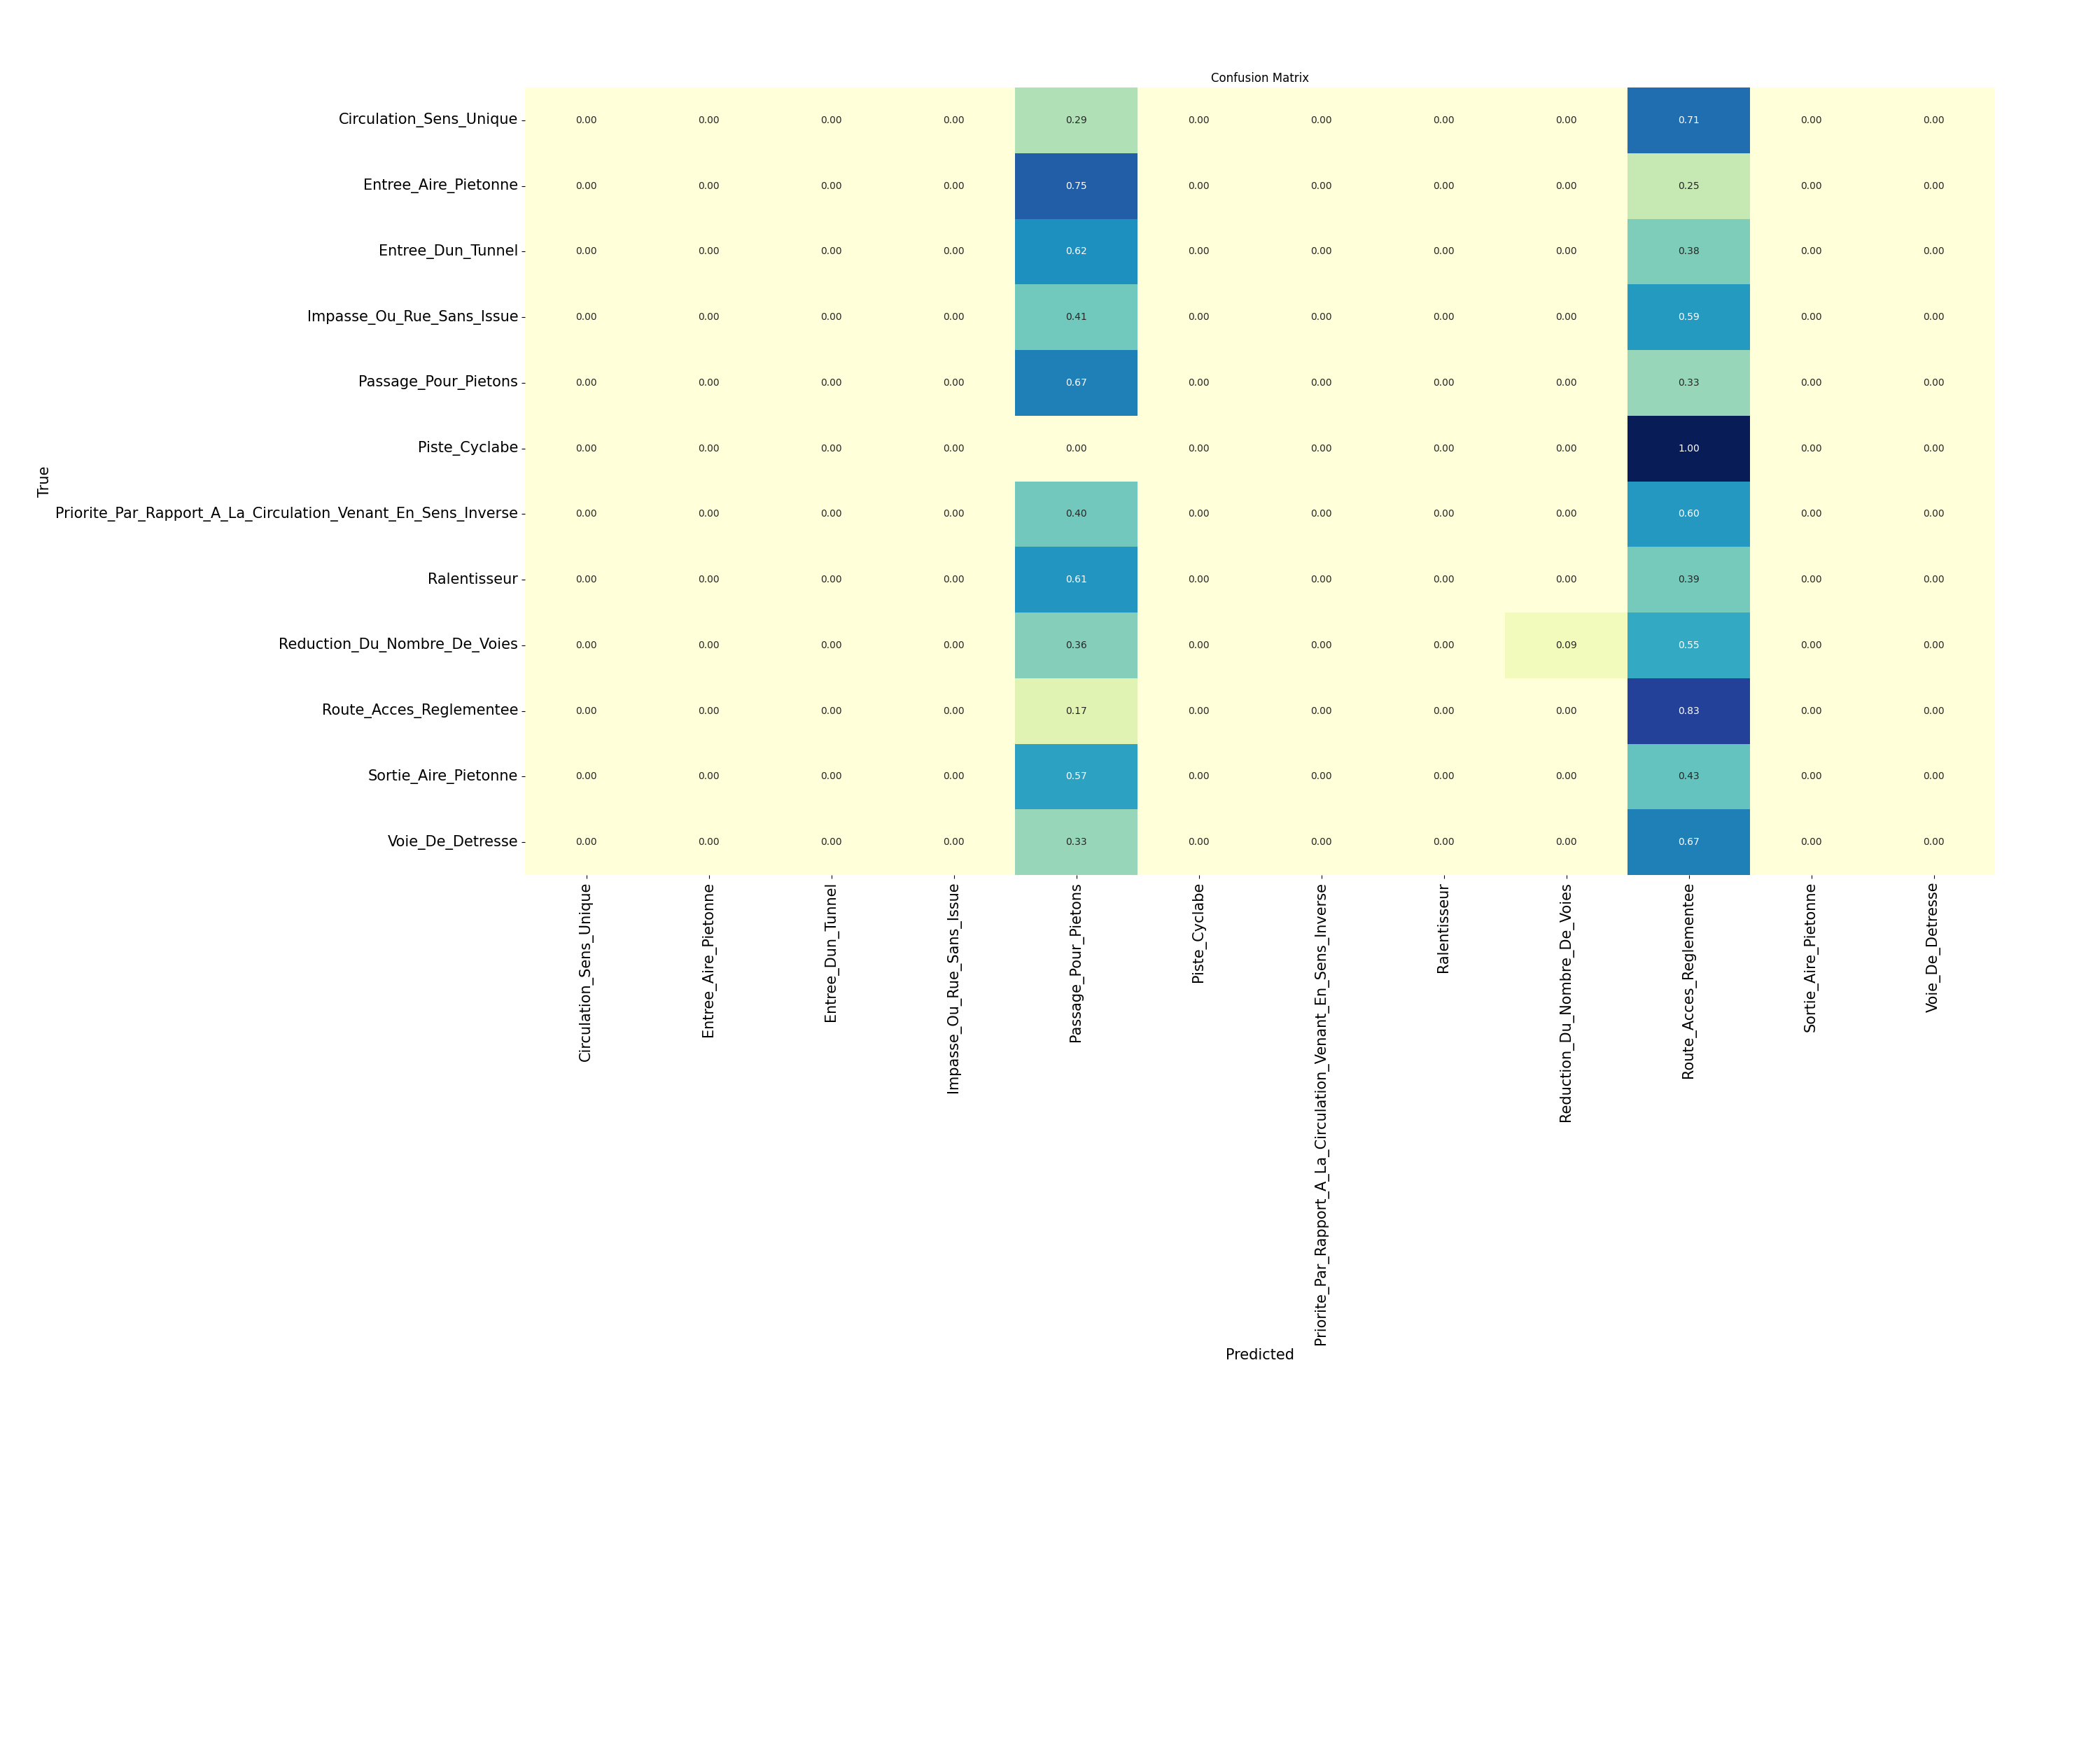 Confusion Matrix
Circulation_Sens_Unique 0.00 0.00 0.00 0.00 0.29 0.00 0.00 0.00 0.00 0.71 0.00 0.00
Entree_Aire_Pietonne 0.00 0.00 0.00 0.00 0.75 0.00 0.00 0.00 0.00 0.25 0.00 0.00
Entree_Dun_Tunnel 0.00 0.00 0.00 0.00 0.62 0.00 0.00 0.00 0.00 0.38 0.00 0.00
Impasse_Ou_Rue_Sans_Issue 0.00 0.00 0.00 0.00 0.41 0.00 0.00 0.00 0.00 0.59 0.00 0.00
Passage_Pour_Pietons 0.00 0.00 0.00 0.00 0.67 0.00 0.00 0.00 0.00 0.33 0.00 0.00
Piste_Cyclabe 0.00 0.00 0.00 0.00 0.00 0.00 0.00 0.00 0.00 1.00 0.00 0.00
True
Priorite_Par_Rapport_A_La_Circulation_Venant_En_Sens_Inverse 0.00 0.00 0.00 0.00 0.40 0.00 0.00 0.00 0.00 0.60 0.00 0.00
Ralentisseur 0.00 0.00 0.00 0.00 0.61 0.00 0.00 0.00 0.00 0.39 0.00 0.00
Reduction_Du_Nombre_De_Voies 0.00 0.00 0.00 0.00 0.36 0.00 0.00 0.00 0.09 0.55 0.00 0.00
Route_Acces_Reglementee 0.00 0.00 0.00 0.00 0.17 0.00 0.00 0.00 0.00 0.83 0.00 0.00
Sortie_Aire_Pietonne 0.00 0.00 0.00 0.00 0.57 0.00 0.00 0.00 0.00 0.43 0.00 0.00
Voie_De_Detresse 0.00 0.00 0.00 0.00 0.33 0.00 0.00 0.00 0.00 0.67 0.00 0.00
Circulation_Sens_Unique
Entree_Aire_Pietonne
Entree_Dun_Tunnel
Impasse_Ou_Rue_Sans_Issue
Passage_Pour_Pietons
Piste_Cyclabe
Priorite_Par_Rapport_A_La_Circulation_Venant_En_Sens_Inverse
Ralentisseur
Reduction_Du_Nombre_De_Voies
Route_Acces_Reglementee
Sortie_Aire_Pietonne
Voie_De_Detresse
Predicted